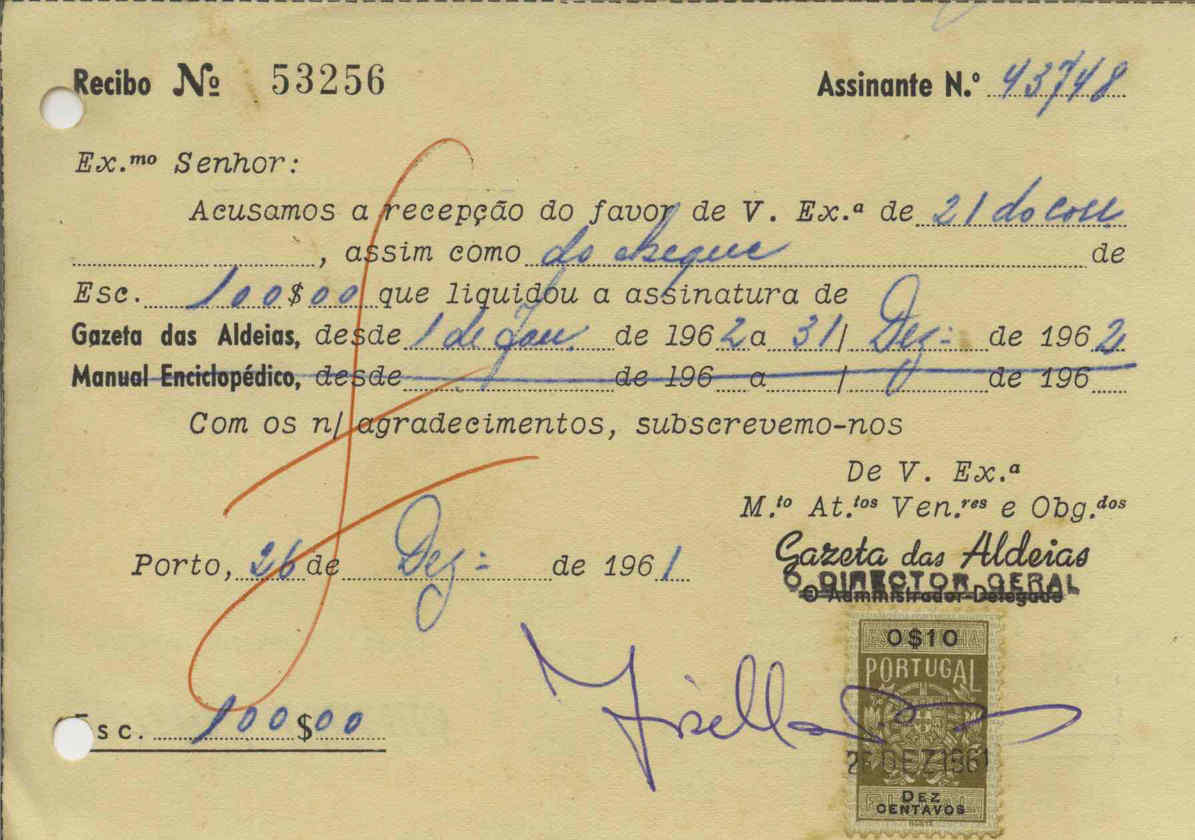 Recibo Nº 53256 Assinante N.º 43748
Ex.mo Senhor:
Acusamos a recepção do favor de V. Ex.ª de 21 do corr
, assim como do cheque de
Esc. 100$00 que liquidou a assinatura de
Gazeta das Aldeias, desde 1 de Jan. de 1962 a 31/ Dez:- de 1962
Manual Enciclopédico, desde de 196 a / de 196
Com os n/ agradecimentos, subscrevemo-nos
De V. Ex.ª
M.to At.tos Ven.res e Obg.dos
Porto, 26 de Dez:- de 1961
Gazeta das Aldeias
O DIRECTOR GERAL
O Administrador-Delegado
0$10
PORTUGAL
Esc. 100$00
DEZ 1961
DEZ
CENTAVOS